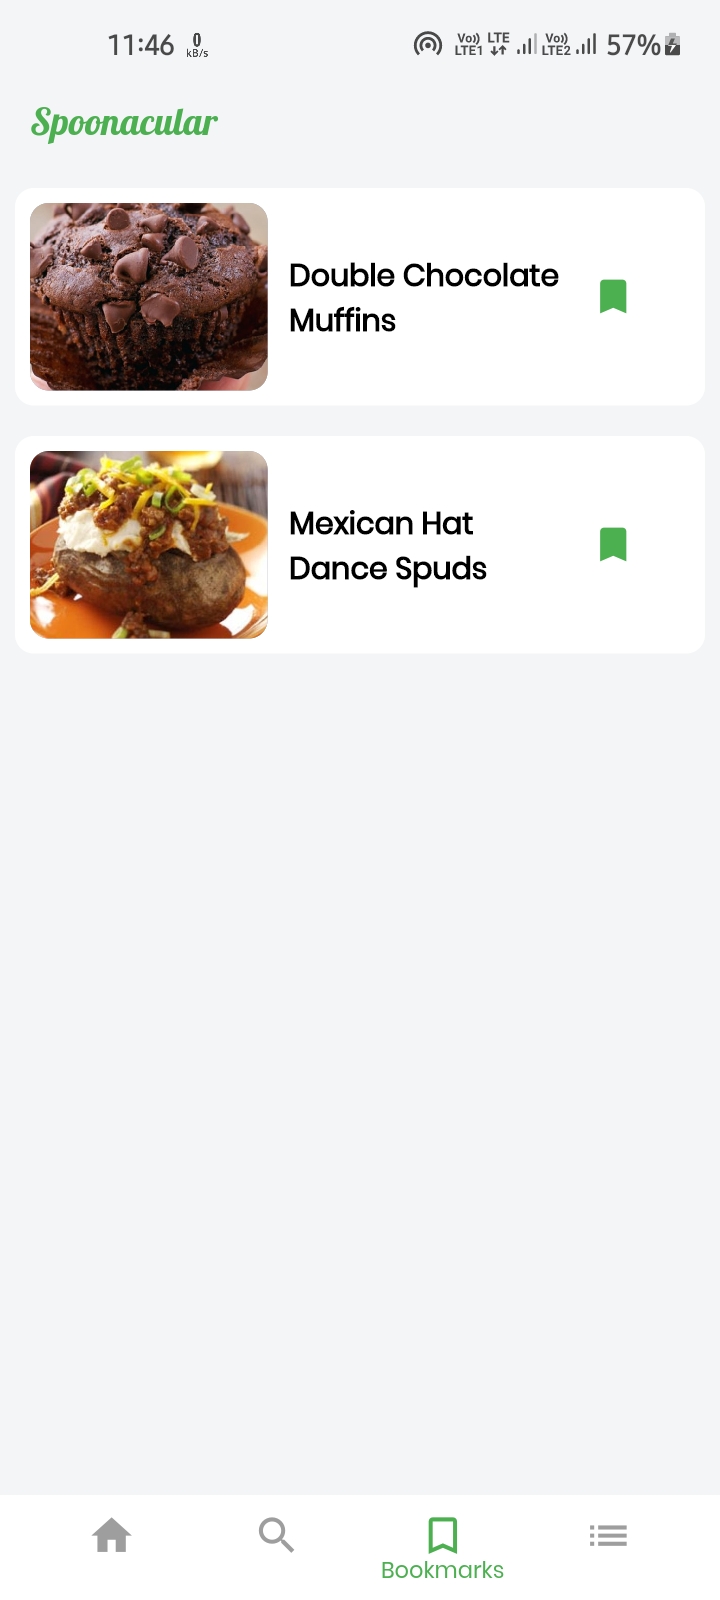 11:46 0 kB/s Vo)) LTE1 LTE Vo)) LTE2 57%
Spoonacular
Double Chocolate
Muffins
Mexican Hat
Dance Spuds
Bookmarks